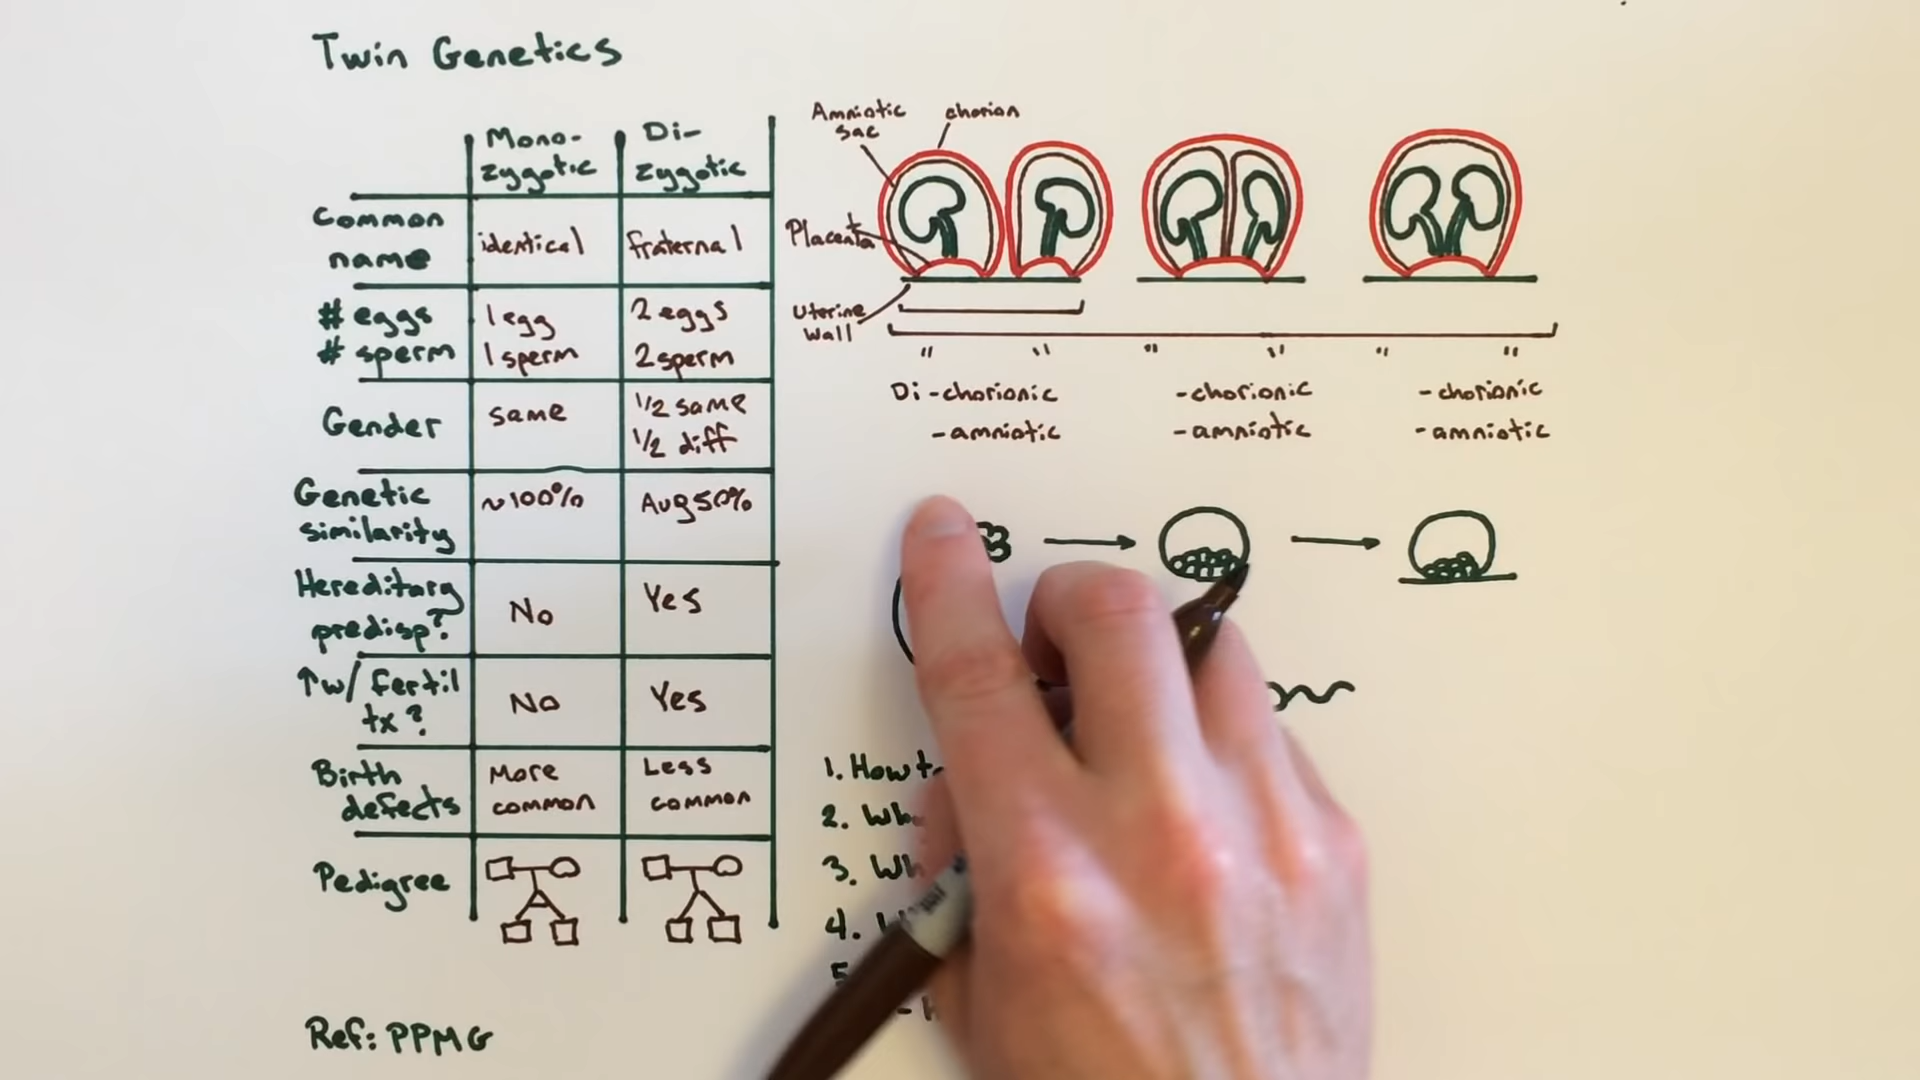 Twin Genetics
Mono-
zygotic
Di-
zygotic
Common
name
identical
fraternal
# eggs
# sperm
1 egg
1 sperm
2 eggs
2 sperm
Gender
same
1/2 same
1/2 diff
Genetic
similarity
~100%
Avg 50%
Hereditary
predisp?
No
Yes
↑w/ fertil
tx?
No
Yes
Birth
defects
More
common
Less
common
Pedigree
Ref: PPMG
Amniotic
sac
chorion
Placenta
Uterine
Wall
" " " " " "
Di -chorionic
-amniotic
-chorionic
-amniotic
-chorionic
-amniotic
1. How
2.
3.
4.
5